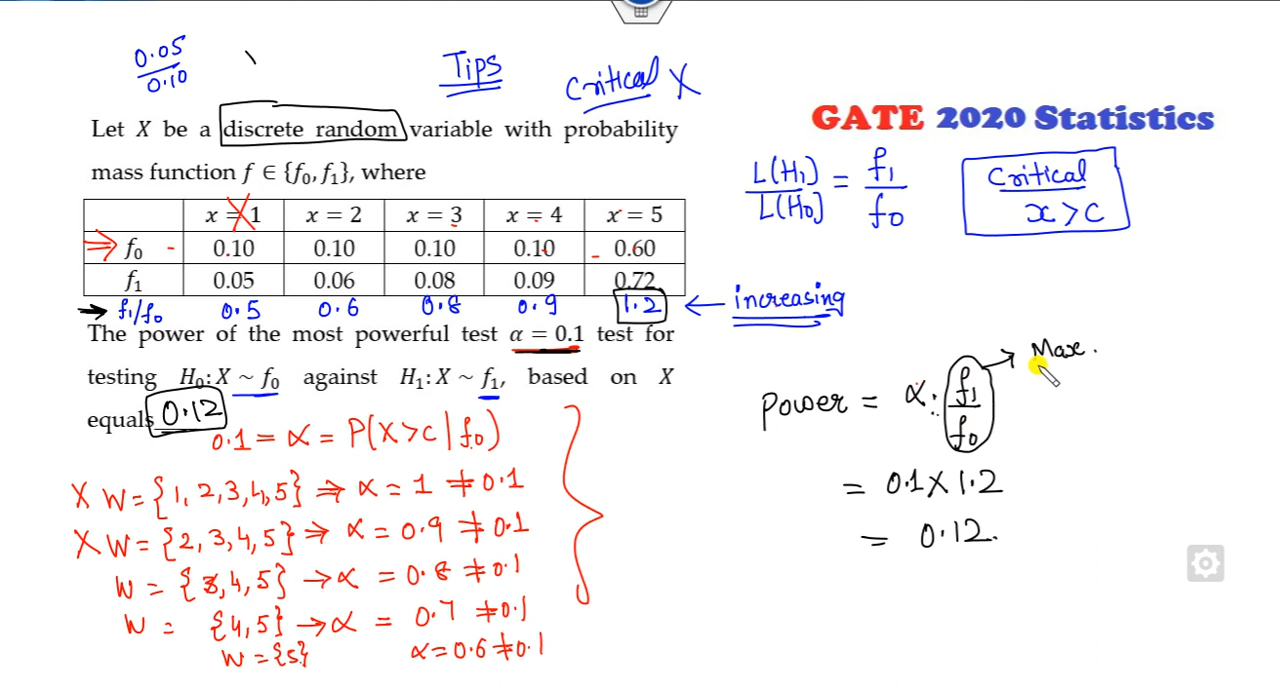 0.05
0.10
Tips
Critical X
GATE 2020 Statistics
Let X be a discrete random variable with probability
mass function f ∈ {f₀, f₁}, where
x = 1 x = 2 x = 3 x = 4 x = 5
f₀ 0.10 0.10 0.10 0.10 0.60
f₁ 0.05 0.06 0.08 0.09 0.72
→ f₁/f₀ 0.5 0.6 0.8 0.9 1.2 ← increasing
The power of the most powerful test α = 0.1 test for
testing H₀: X ~ f₀ against H₁: X ~ f₁, based on X
equals 0.12
L(H₁)/L(H₀) = f₁/f₀
Critical
x > c
0.1 = α = P(X > c | f₀)
X W = {1, 2, 3, 4, 5} ⇒ α = 1 ≠ 0.1
X W = {2, 3, 4, 5} ⇒ α = 0.9 ≠ 0.1
W = {3, 4, 5} → α = 0.8 ≠ 0.1
W = {4, 5} → α = 0.7 ≠ 0.1
W = {5} α = 0.6 ≠ 0.1
Power = α · f₁/f₀ → Max.
= 0.1 X 1.2
= 0.12.